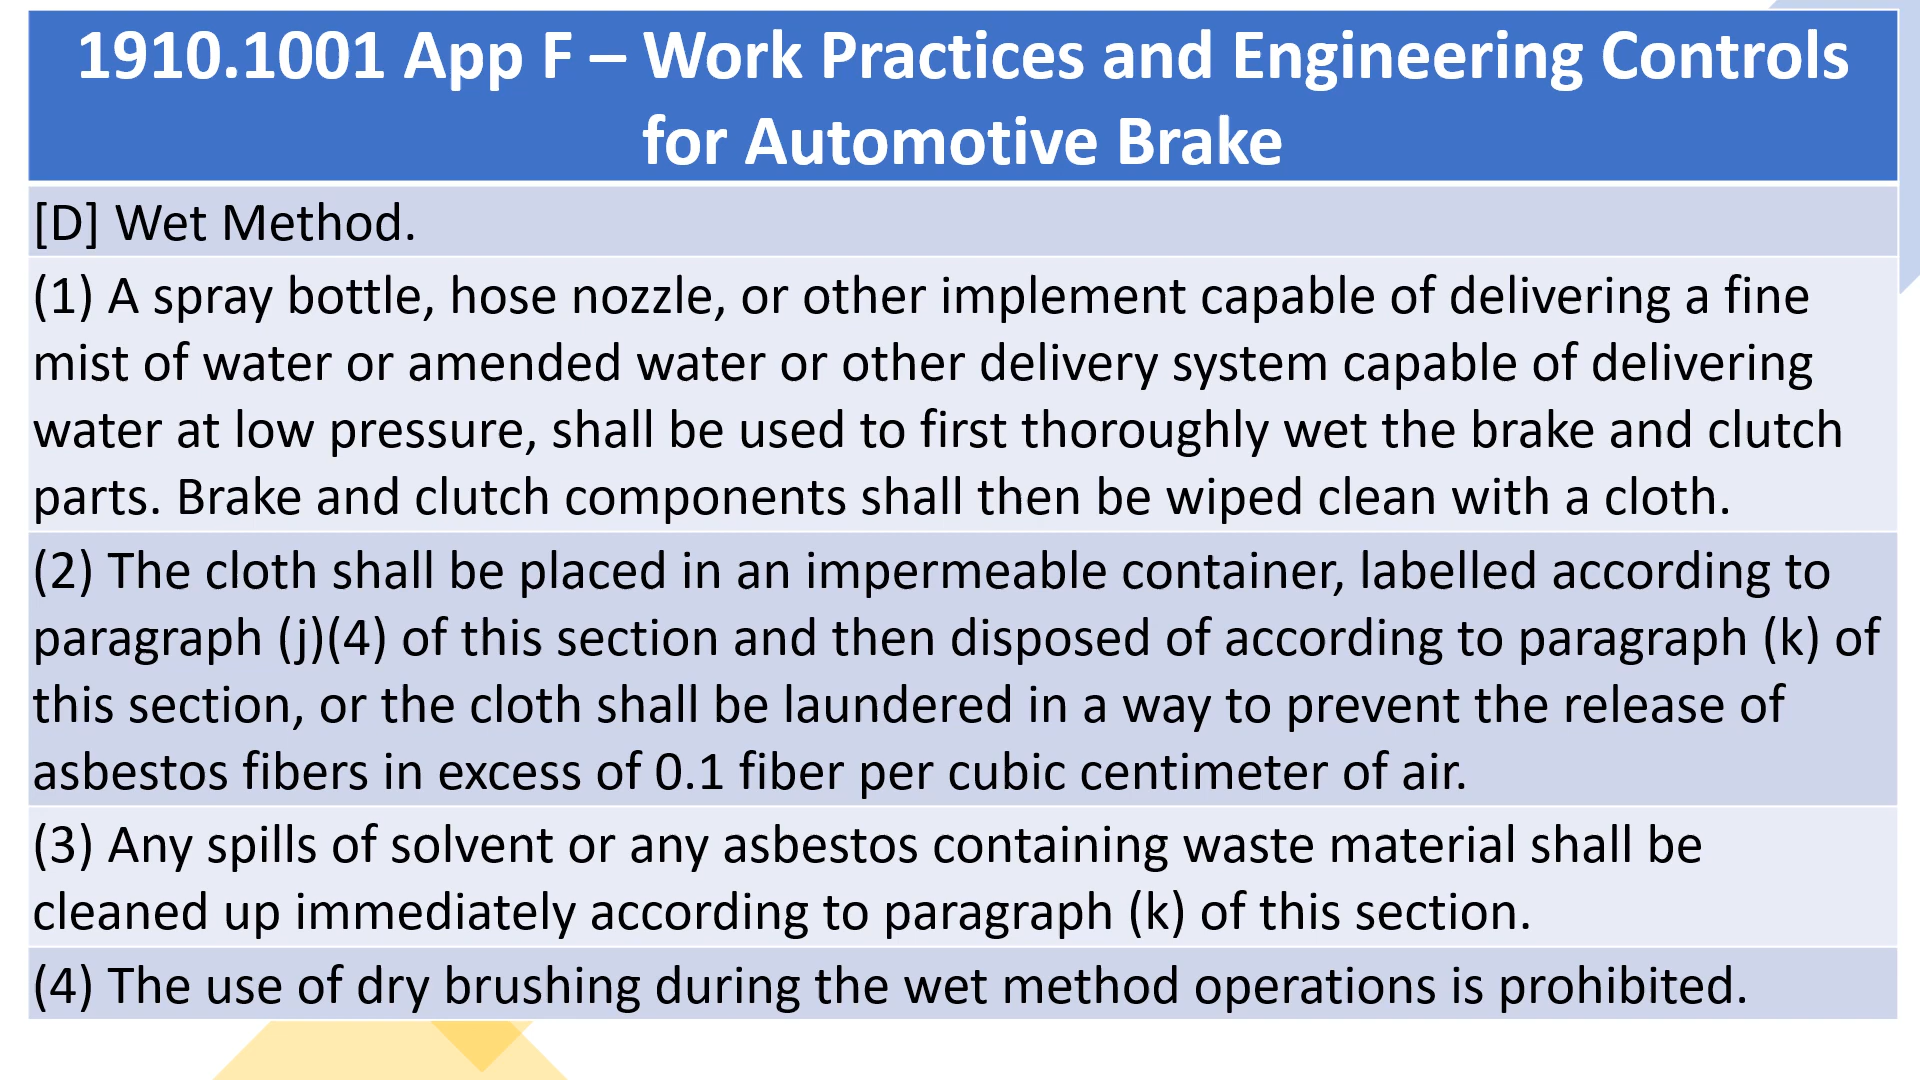 1910.1001 App F – Work Practices and Engineering Controls
for Automotive Brake
[D] Wet Method.
(1) A spray bottle, hose nozzle, or other implement capable of delivering a fine
mist of water or amended water or other delivery system capable of delivering
water at low pressure, shall be used to first thoroughly wet the brake and clutch
parts. Brake and clutch components shall then be wiped clean with a cloth.
(2) The cloth shall be placed in an impermeable container, labelled according to
paragraph (j)(4) of this section and then disposed of according to paragraph (k) of
this section, or the cloth shall be laundered in a way to prevent the release of
asbestos fibers in excess of 0.1 fiber per cubic centimeter of air.
(3) Any spills of solvent or any asbestos containing waste material shall be
cleaned up immediately according to paragraph (k) of this section.
(4) The use of dry brushing during the wet method operations is prohibited.